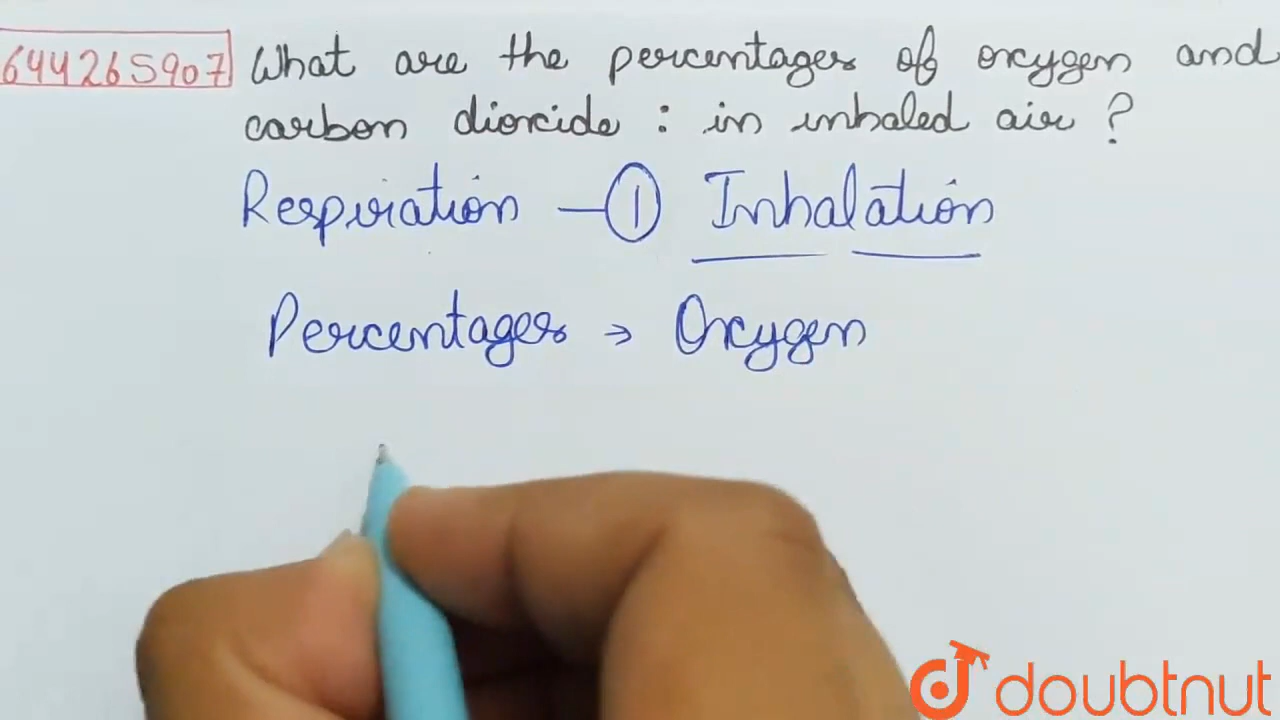 644265907 What are the percentages of oxygen and
carbon dioxide : in inhaled air ?
Respiration — ① Inhalation
Percentages → Oxygen
doubtnut